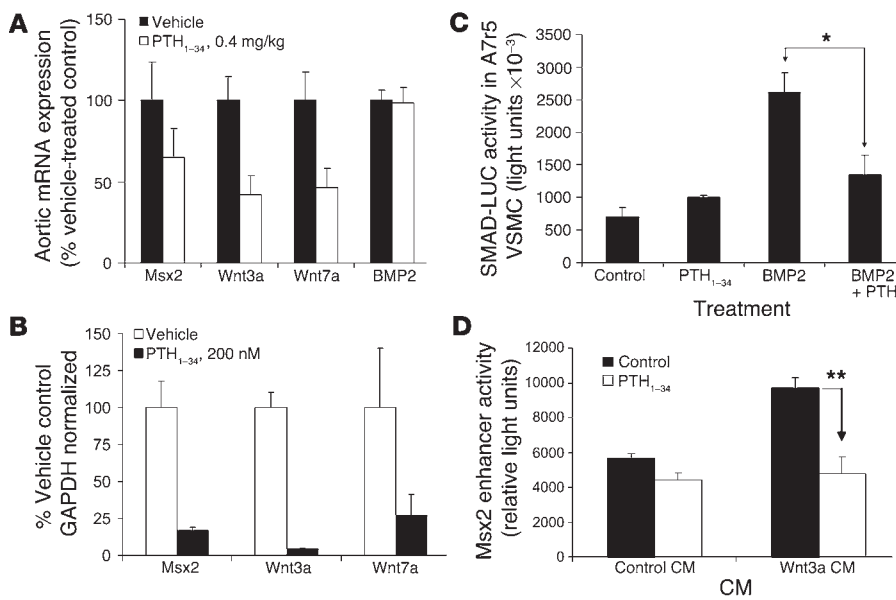 A
Aortic mRNA expression
(% vehicle-treated control)
150
100
50
0
Vehicle
PTH1–34, 0.4 mg/kg
Msx2 Wnt3a Wnt7a BMP2
B
% Vehicle control
GAPDH normalized
150
125
100
75
50
25
0
Vehicle
PTH1–34, 200 nM
Msx2 Wnt3a Wnt7a
C
SMAD-LUC activity in A7r5
VSMC (light units ×10–3)
3500
3000
2500
2000
1500
1000
500
0
*
Control PTH1–34 BMP2 BMP2
+ PTH
Treatment
D
Msx2 enhancer activity
(relative light units)
12000
10000
8000
6000
4000
2000
0
Control
PTH1–34
**
Control CM Wnt3a CM
CM